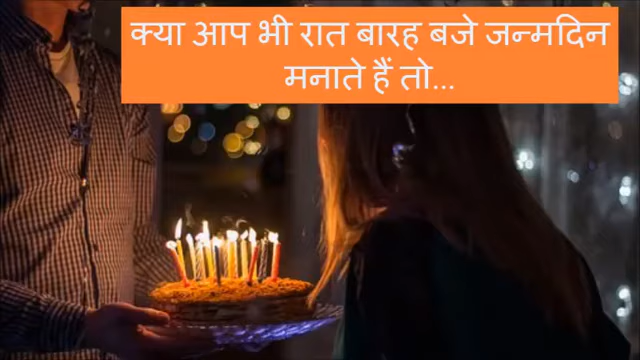 क्या आप भी रात बारह बजे जन्मदिन
मनाते हैं तो...